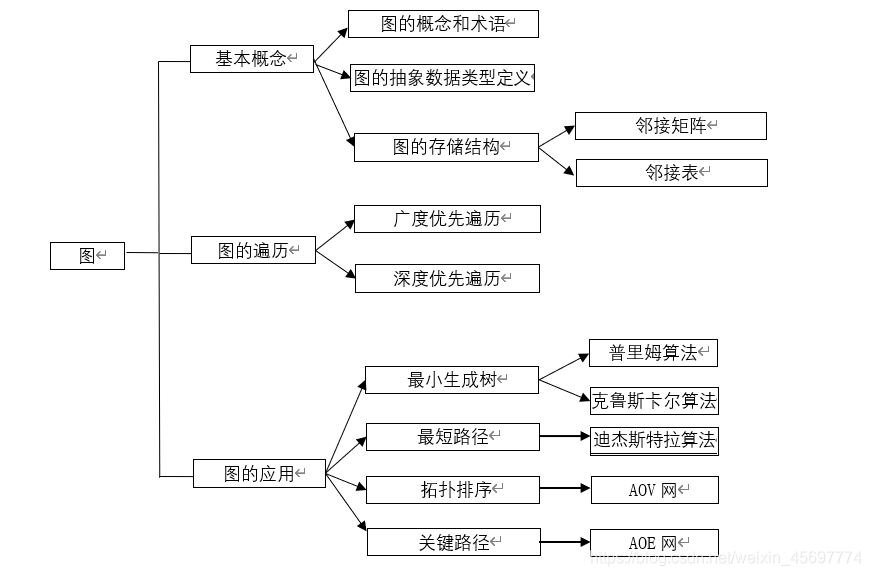 图的概念和术语
基本概念
图的抽象数据类型定义
图的存储结构
邻接矩阵
邻接表
广度优先遍历
图
图的遍历
深度优先遍历
普里姆算法
最小生成树
克鲁斯卡尔算法
最短路径
迪杰斯特拉算法
图的应用
拓扑排序
AOV 网
关键路径
AOE 网
https://blog.csdn.net/weixin_45697774